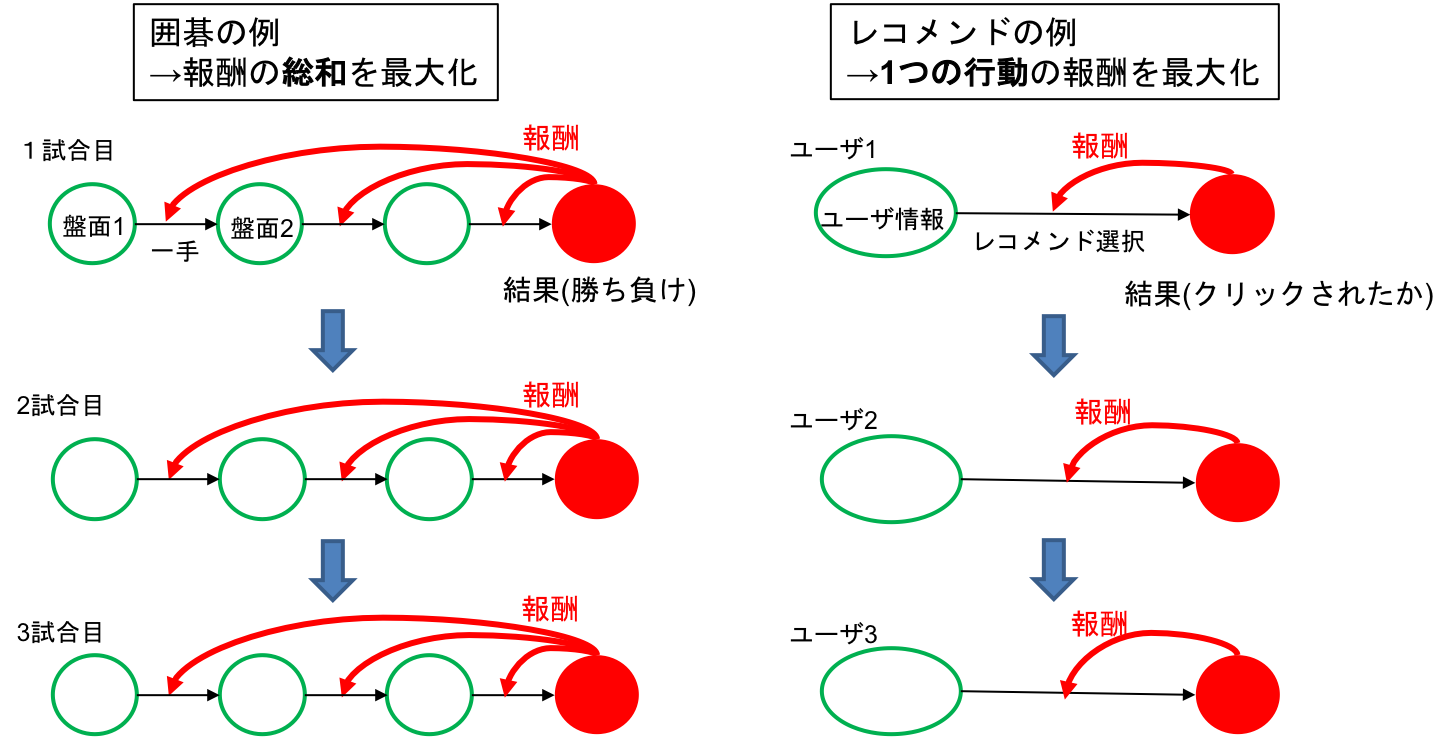 囲碁の例
→報酬の総和を最大化
１試合目
報酬
盤面1
一手
盤面2
結果(勝ち負け)
2試合目
報酬
3試合目
報酬
レコメンドの例
→1つの行動の報酬を最大化
ユーザ1
報酬
ユーザ情報
レコメンド選択
結果(クリックされたか)
ユーザ2
報酬
ユーザ3
報酬